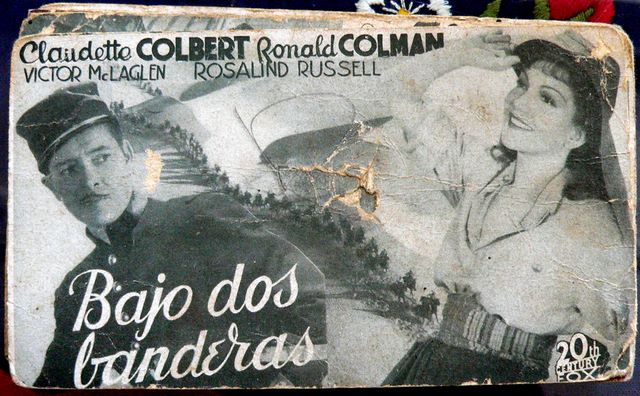 Claudette COLBERT Ronald COLMAN
VICTOR McLAGLEN ROSALIND RUSSELL
Bajo dos
banderas
20th
CENTURY
FOX